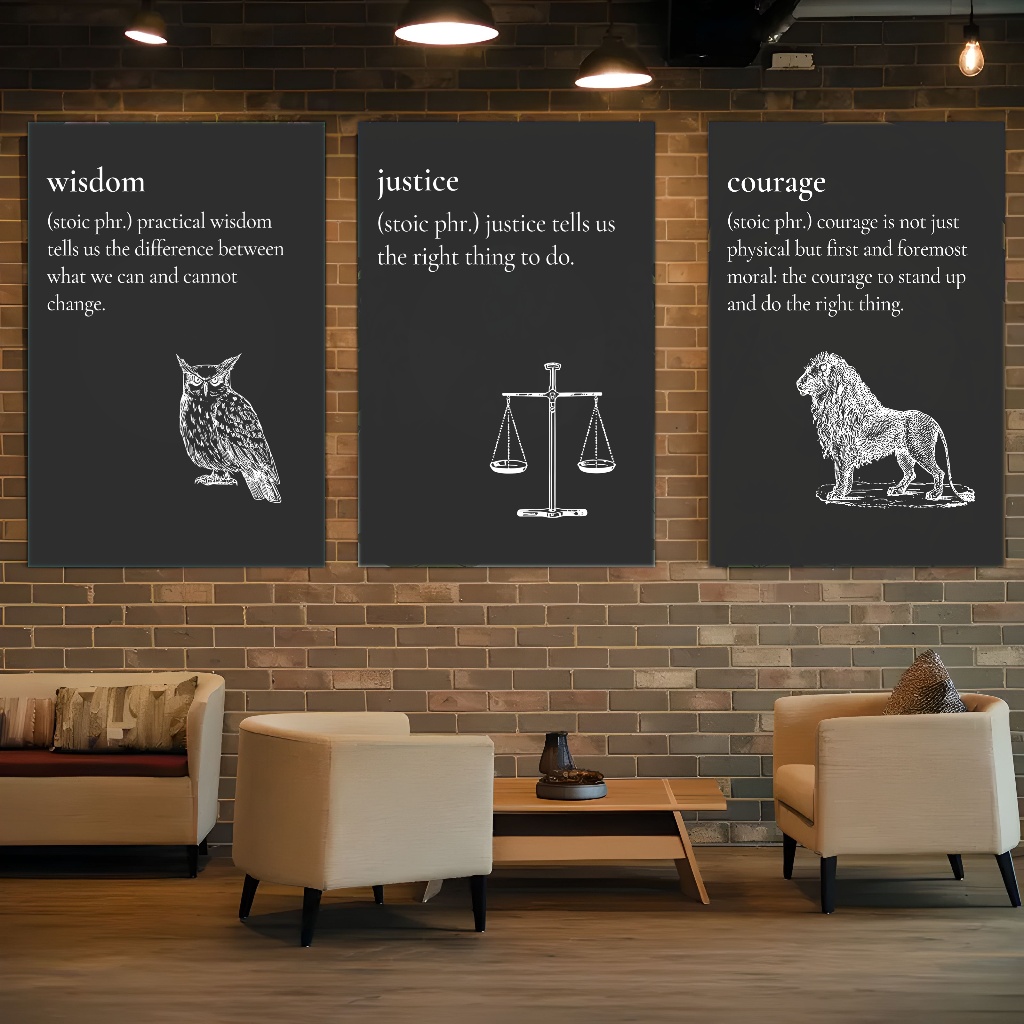 wisdom
(stoic phr.) practical wisdom
tells us the difference between
what we can and cannot
change.
justice
(stoic phr.) justice tells us
the right thing to do.
courage
(stoic phr.) courage is not just
physical but first and foremost
moral: the courage to stand up
and do the right thing.